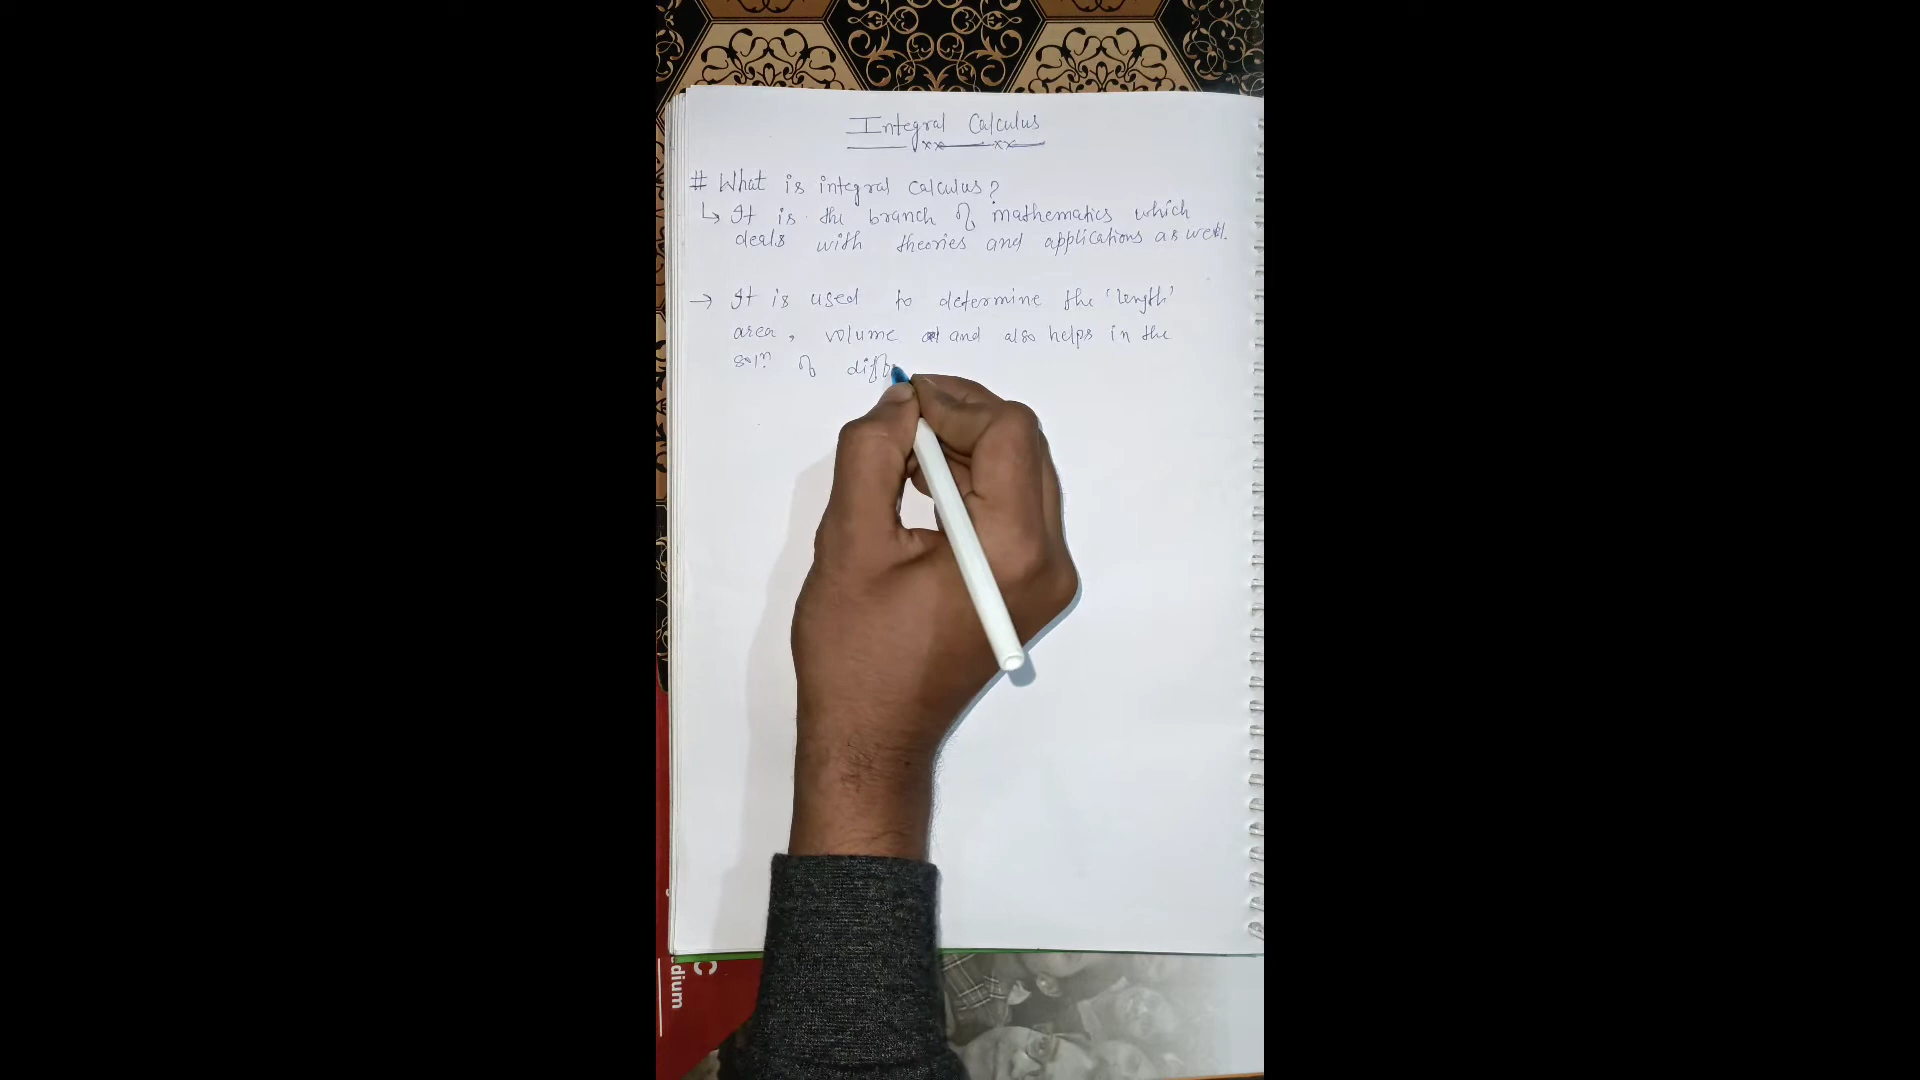 Integral Calculus
# What is integral calculus?
↳ It is the branch of mathematics which
deals with theories and applications as well.
→ It is used to determine the 'length'
area, volume and also helps in the
solⁿ of diff
C
dium